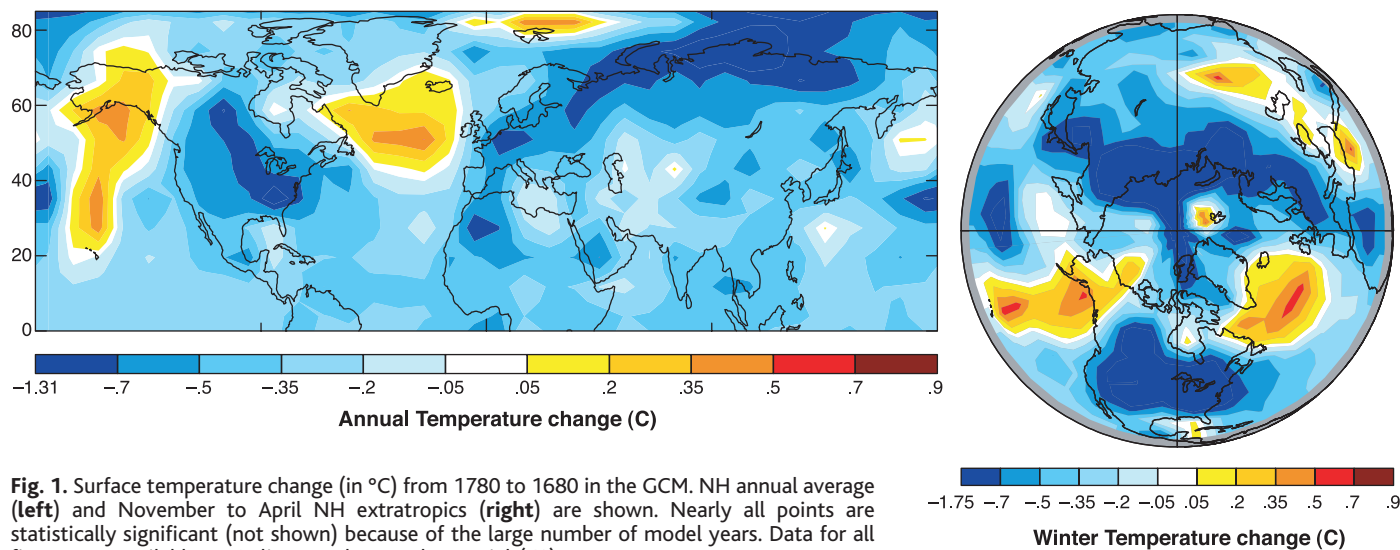 80
60
40
20
0
−1.31 −.7 −.5 −.35 −.2 −.05 .05 .2 .35 .5 .7 .9
Annual Temperature change (C)
Fig. 1. Surface temperature change (in °C) from 1780 to 1680 in the GCM. NH annual average
(left) and November to April NH extratropics (right) are shown. Nearly all points are
statistically significant (not shown) because of the large number of model years. Data for all
−1.75 −.7 −.5 −.35 −.2 −.05 .05 .2 .35 .5 .7 .9
Winter Temperature change (C)